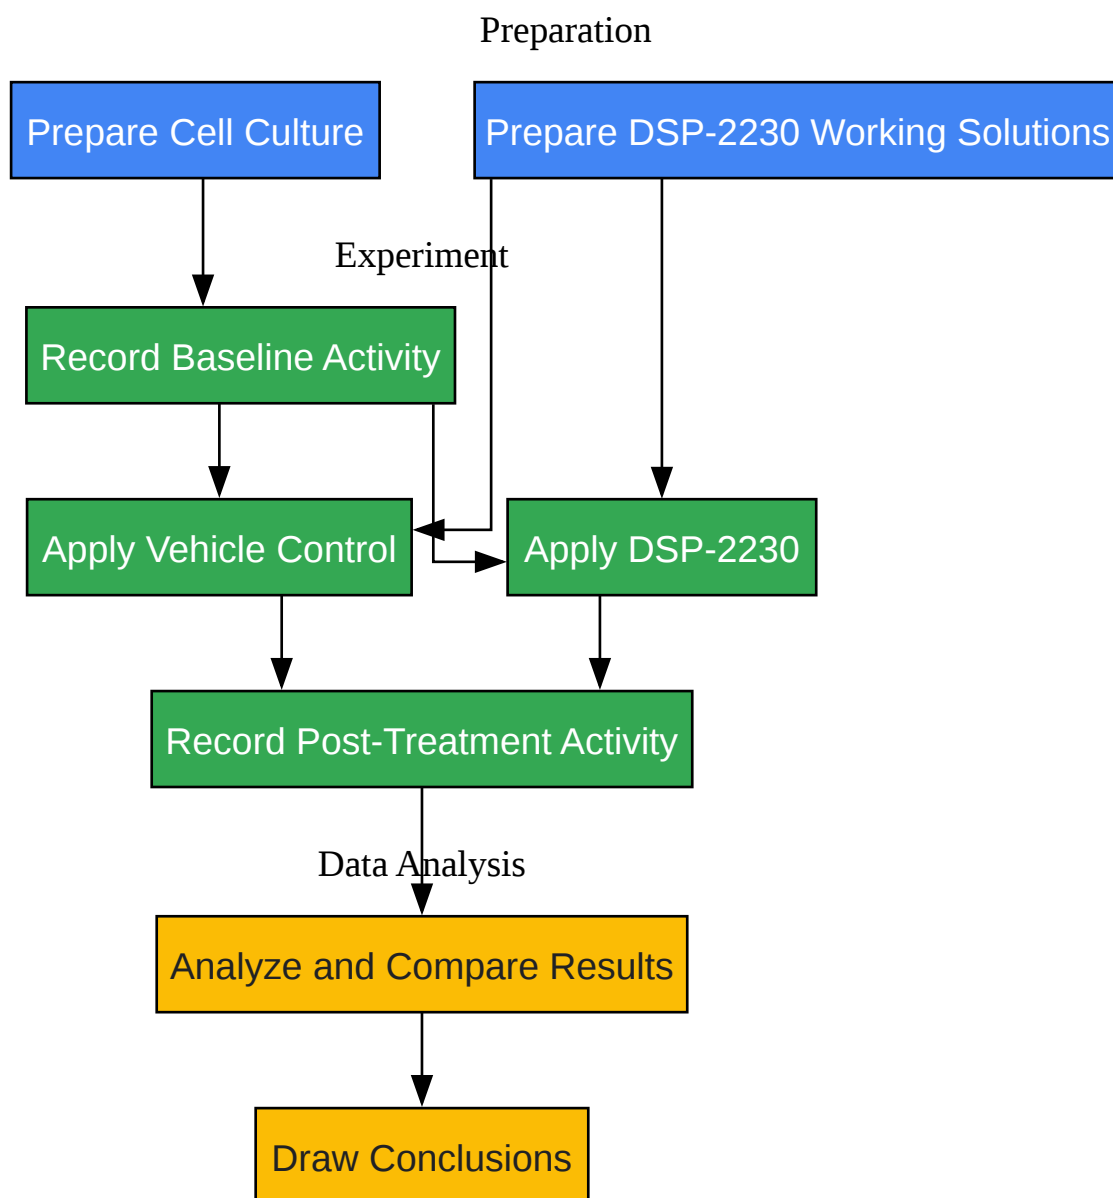 Preparation
Prepare Cell Culture
Prepare DSP-2230 Working Solutions
Experiment
Record Baseline Activity
Apply Vehicle Control
Apply DSP-2230
Record Post-Treatment Activity
Data Analysis
Analyze and Compare Results
Draw Conclusions